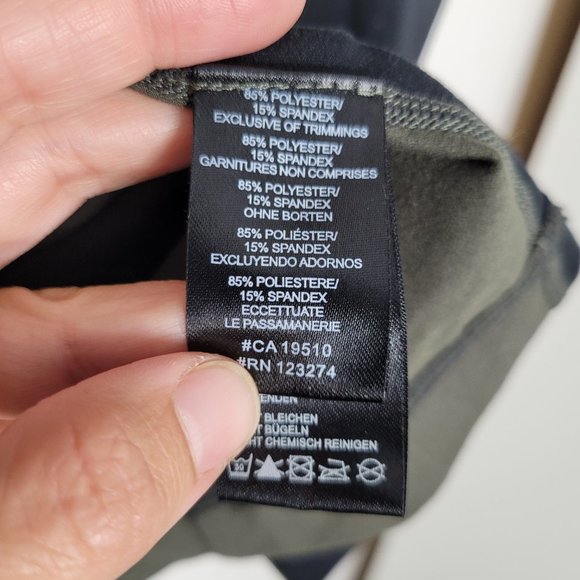 85% POLYESTER/
15% SPANDEX
EXCLUSIVE OF TRIMMINGS
85% POLYESTER/
15% SPANDEX
GARNITURES NON COMPRISES
85% POLYESTER/
15% SPANDEX
OHNE BORTEN
85% POLIÉSTER/
15% SPANDEX
EXCLUYENDO ADORNOS
85% POLIESTERE/
15% SPANDEX
ECCETTUATE
LE PASSAMANERIE
#CA 19510
#RN 123274
BLEICHEN
BÜGELN
CHEMISCH REINIGEN
30